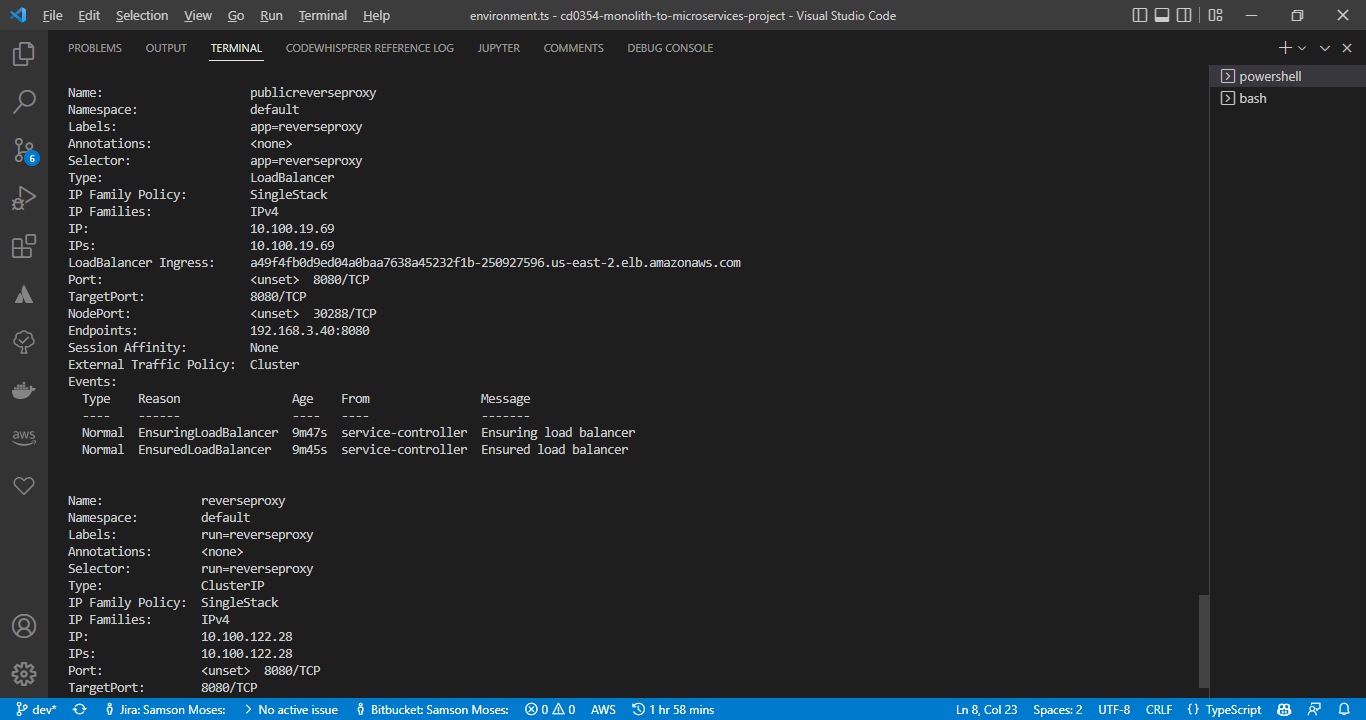 File Edit Selection View Go Run Terminal Help environment.ts - cd0354-monolith-to-microservices-project - Visual Studio Code
PROBLEMS OUTPUT TERMINAL CODEWHISPERER REFERENCE LOG JUPYTER COMMENTS DEBUG CONSOLE
powershell
bash
6
aws
Name: publicreverseproxy
Namespace: default
Labels: app=reverseproxy
Annotations: <none>
Selector: app=reverseproxy
Type: LoadBalancer
IP Family Policy: SingleStack
IP Families: IPv4
IP: 10.100.19.69
IPs: 10.100.19.69
LoadBalancer Ingress: a49f4fb0d9ed04a0baa7638a45232f1b-250927596.us-east-2.elb.amazonaws.com
Port: <unset> 8080/TCP
TargetPort: 8080/TCP
NodePort: <unset> 30288/TCP
Endpoints: 192.168.3.40:8080
Session Affinity: None
External Traffic Policy: Cluster
Events:
Type Reason Age From Message
---- ------ ---- ---- -------
Normal EnsuringLoadBalancer 9m47s service-controller Ensuring load balancer
Normal EnsuredLoadBalancer 9m45s service-controller Ensured load balancer
Name: reverseproxy
Namespace: default
Labels: run=reverseproxy
Annotations: <none>
Selector: run=reverseproxy
Type: ClusterIP
IP Family Policy: SingleStack
IP Families: IPv4
IP: 10.100.122.28
IPs: 10.100.122.28
Port: <unset> 8080/TCP
TargetPort: 8080/TCP
dev* Jira: Samson Moses: No active issue Bitbucket: Samson Moses: 0 0 AWS 1 hr 58 mins Ln 8, Col 23 Spaces: 2 UTF-8 CRLF { } TypeScript